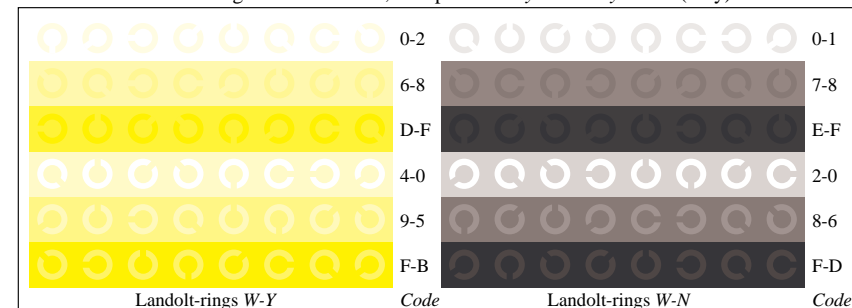 0-2
0-1
6-8
7-8
D-F
E-F
4-0
2-0
9-5
8-6
F-B
F-D
Landolt-rings W-Y Code Landolt-rings W-N Code